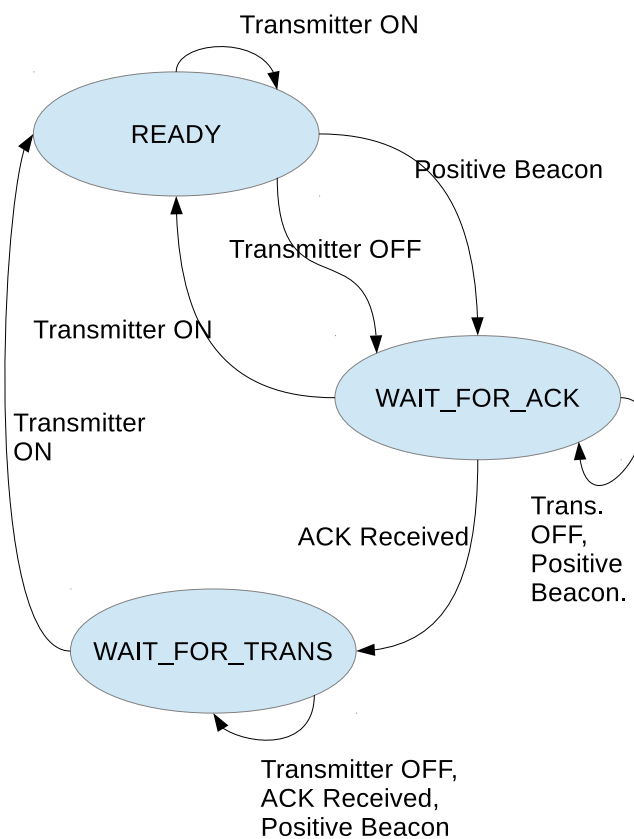 Transmitter ON
READY
Positive Beacon
Transmitter OFF
Transmitter ON
WAIT_FOR_ACK
Transmitter
ON
Trans.
OFF,
Positive
Beacon.
ACK Received
WAIT_FOR_TRANS
Transmitter OFF,
ACK Received,
Positive Beacon